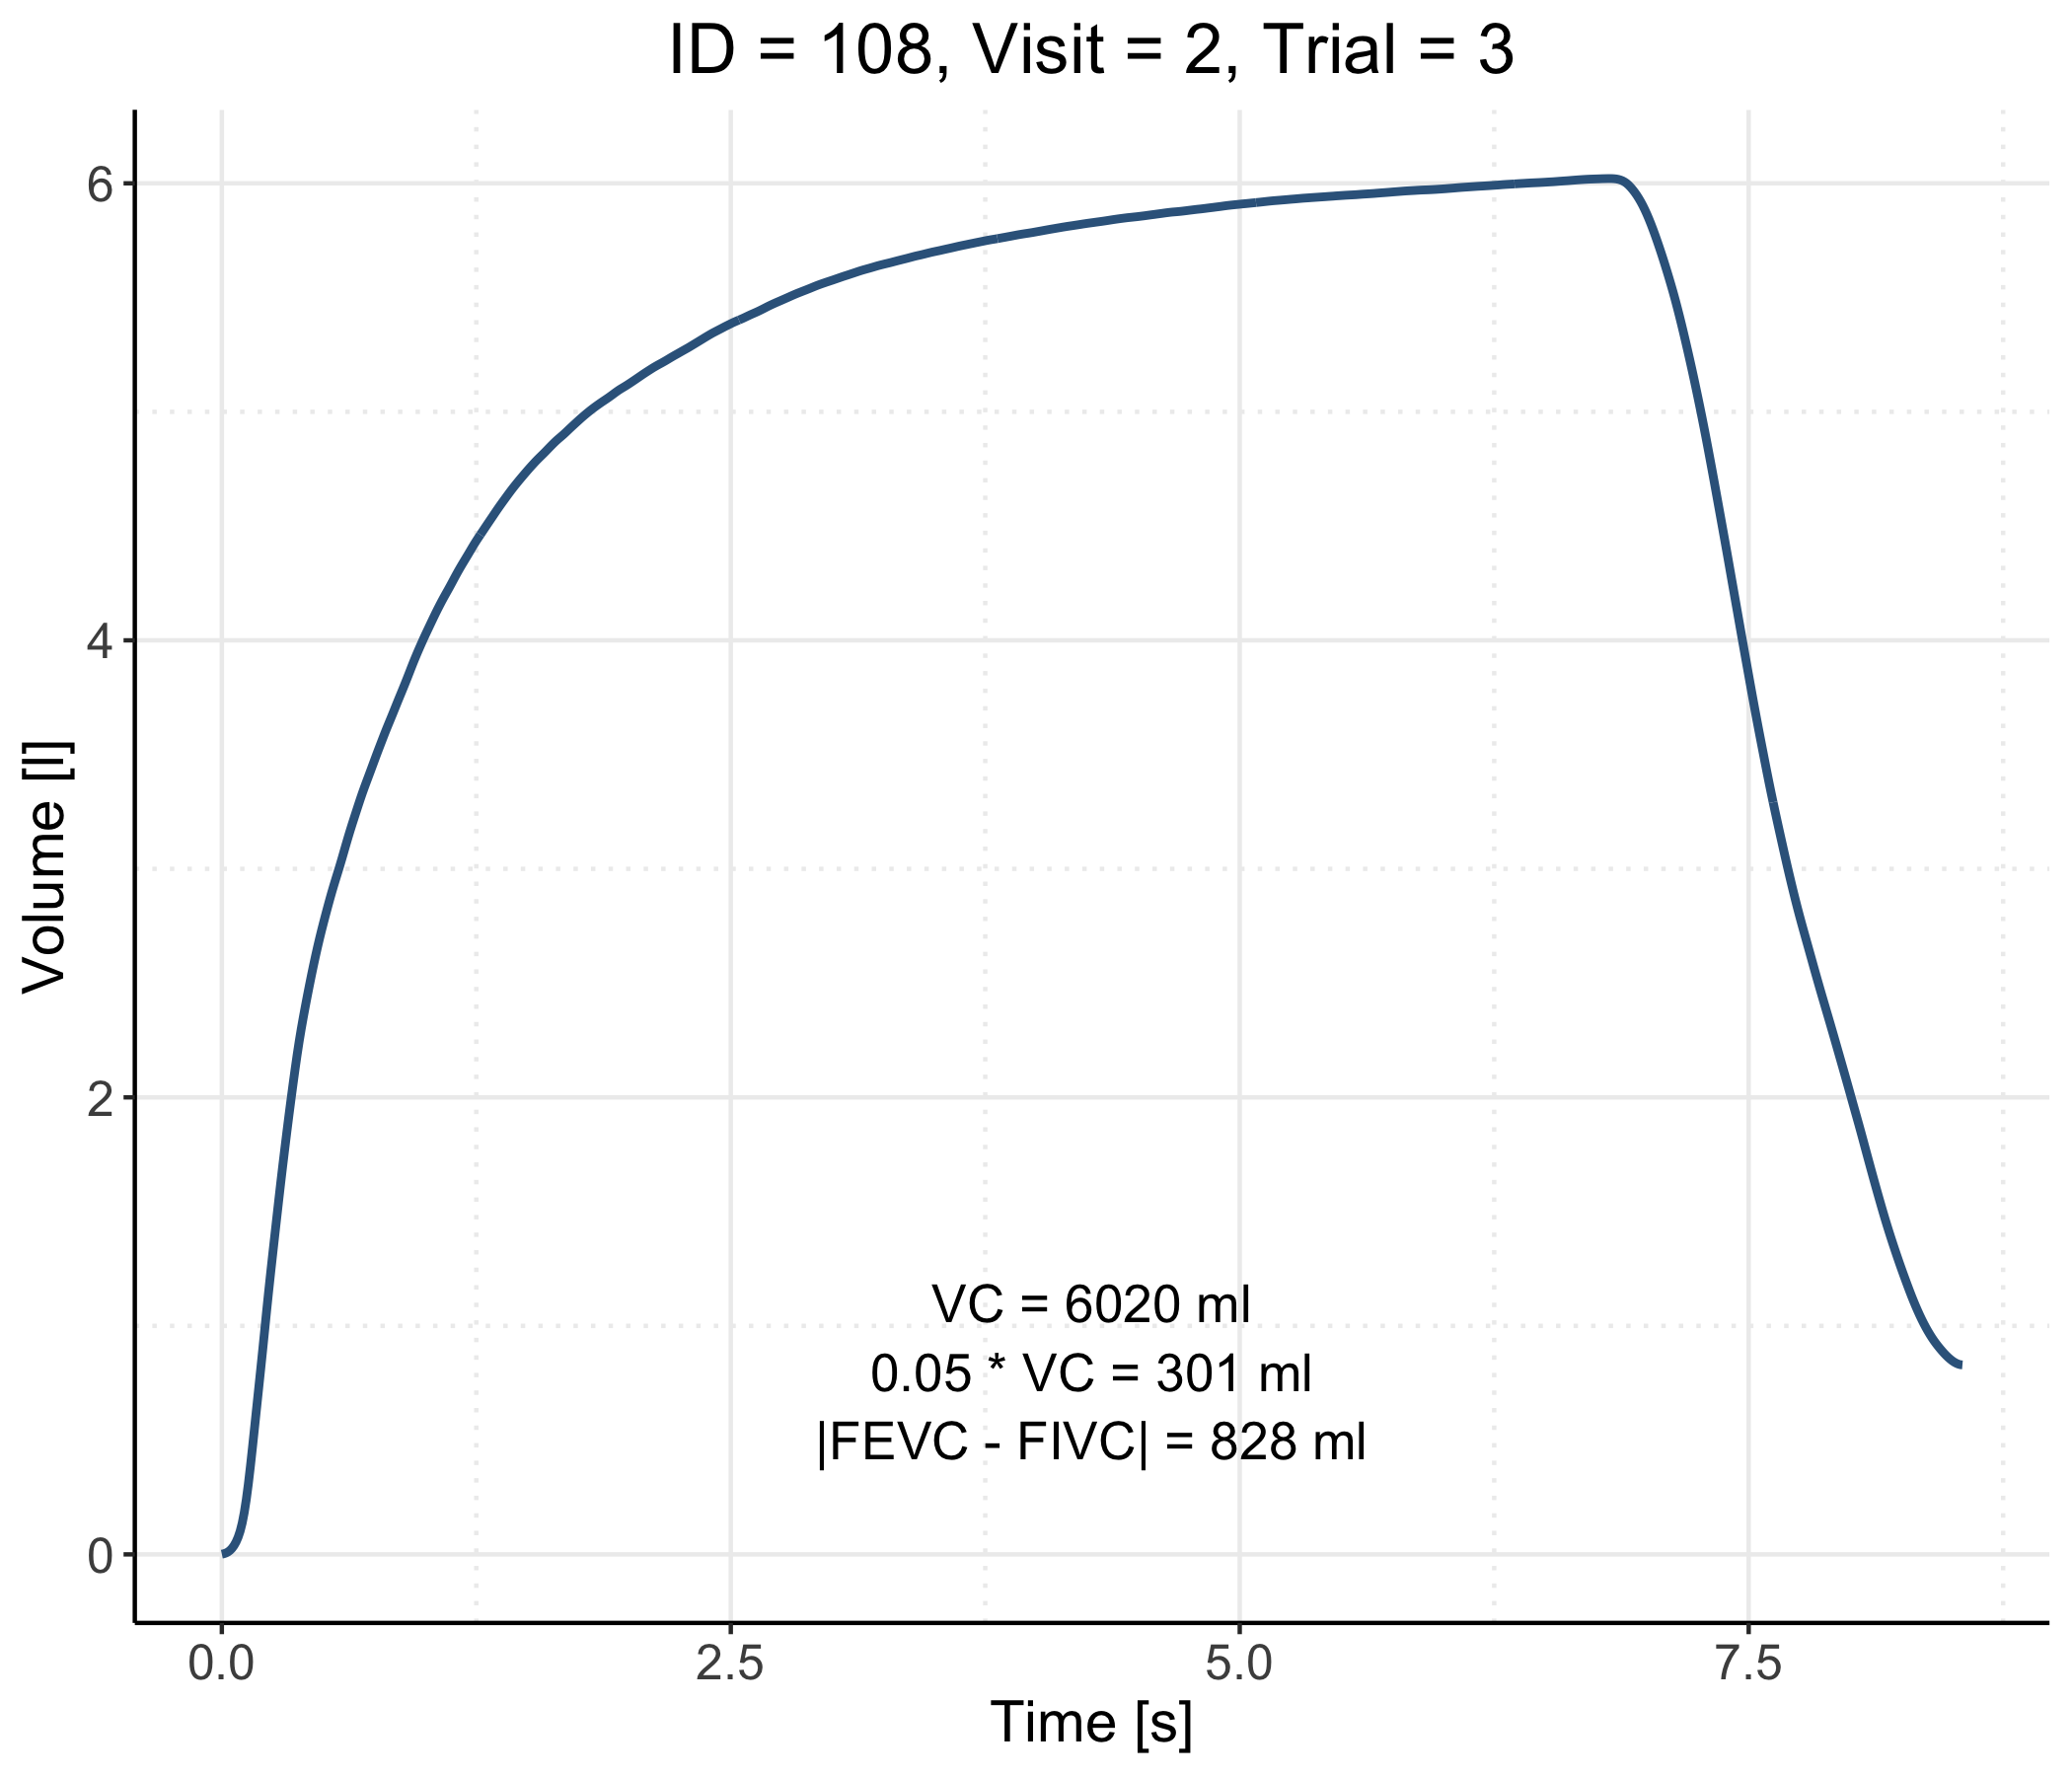 ID = 108, Visit = 2, Trial = 3
6
4
2
0
Volume [l]
VC = 6020 ml
0.05 * VC = 301 ml
|FEVC - FIVC| = 828 ml
0.0 2.5 5.0 7.5
Time [s]